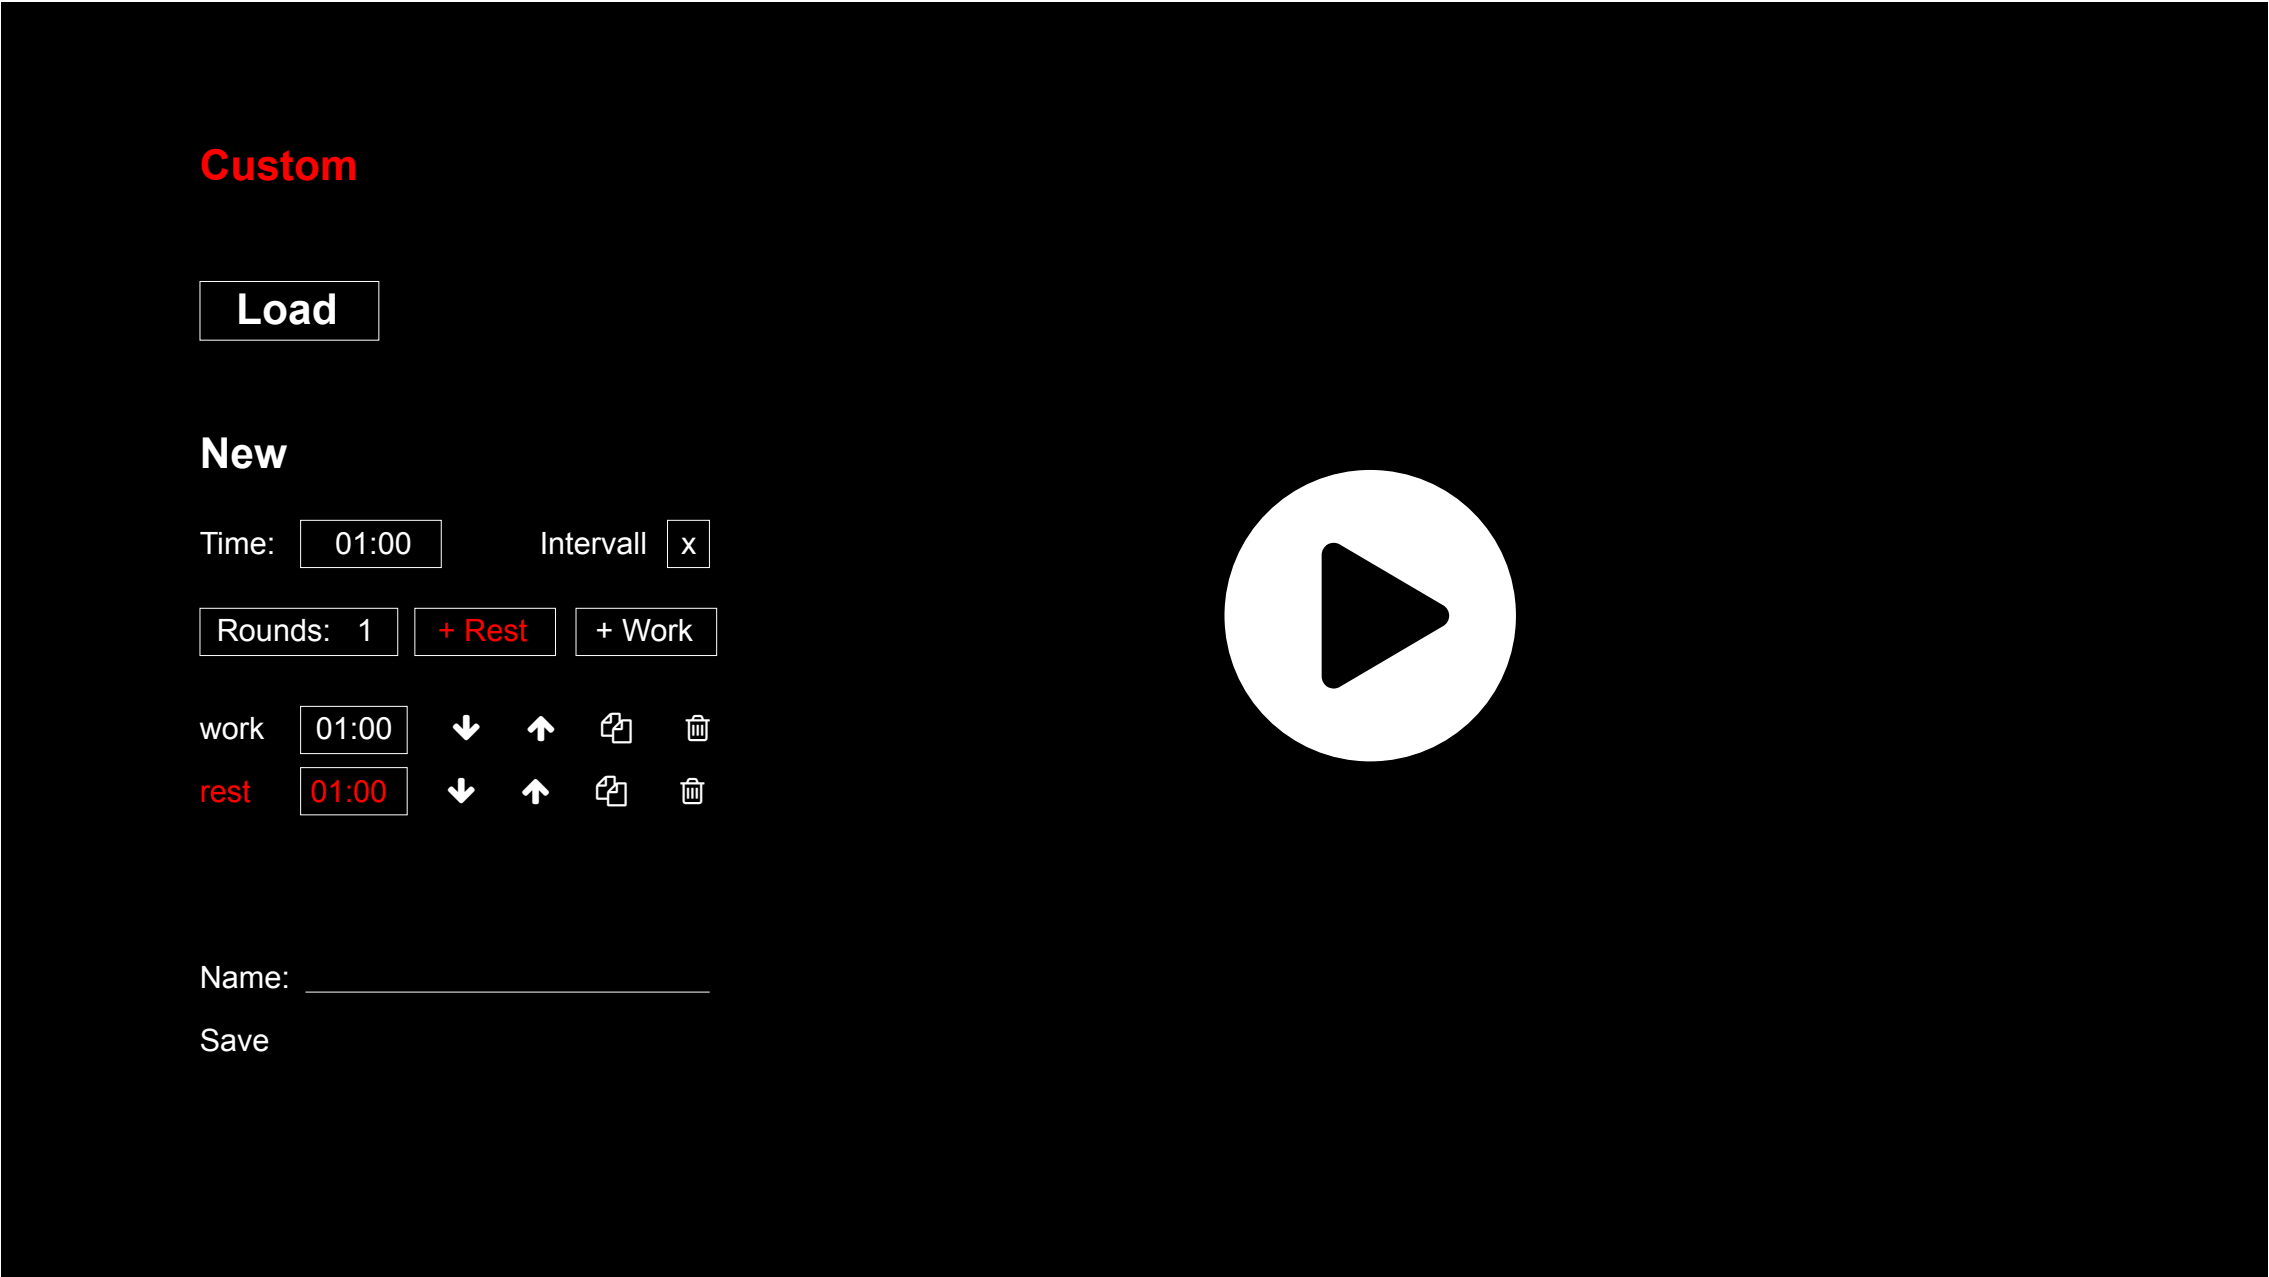 Custom
Load
New
Time: 01:00 Intervall x
Rounds: 1 + Rest + Work
work 01:00
rest 01:00
Name:
Save